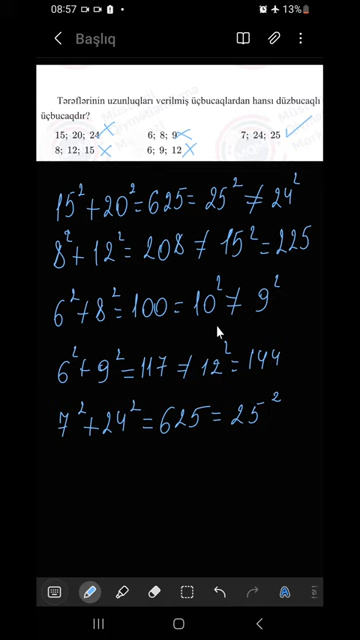 08:57
13%
Başlıq
Tərəflərinin uzunluqları verilmiş üçbucaqlardan hansı düzbucaqlı
üçbucaqdır?
15; 20; 24 6; 8; 9 7; 24; 25
8; 12; 15 6; 9; 12
15² + 20² = 625 = 25² ≠ 24²
8² + 12² = 208 ≠ 15² = 225
6² + 8² = 100 = 10² ≠ 9²
6² + 9² = 117 ≠ 12² = 144
7² + 24² = 625 = 25²